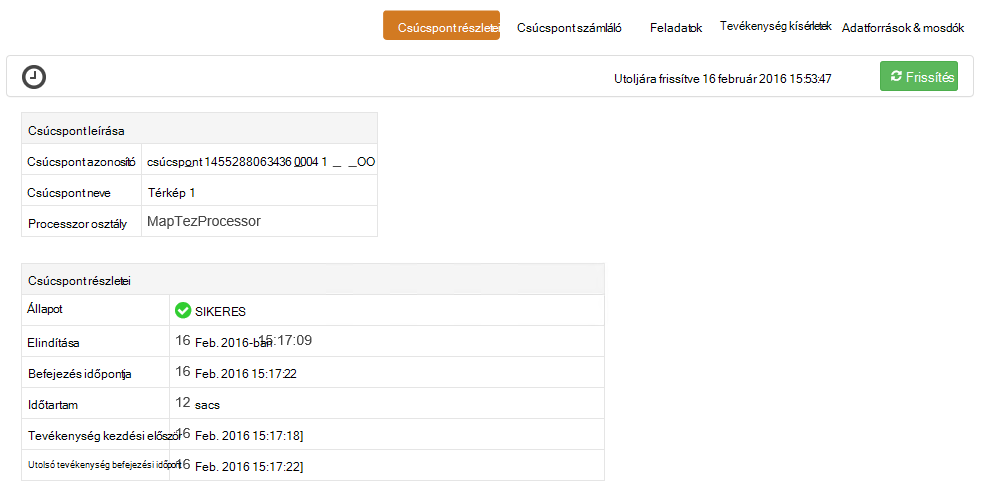 Csúcspont részletei Csúcspont számláló Feladatok Tevékenység kísérletek Adatforrások & mosdók
Utoljára frissítve 16 február 2016 15:53:47 Frissítés
Csúcspont leírása
Csúcspont azonosító csúcspont 1455288063436 0004 1 _ _OO
Csúcspont neve Térkép 1
Processzor osztály MapTezProcessor
Csúcspont részletei
Állapot SIKERES
Elindítása 16 Feb. 2016-ban 15:17:09
Befejezés időpontja 16 Feb. 2016 15:17:22
Időtartam 12 sacs
Tevékenység kezdési először 16 Feb. 2016 15:17:18]
Utolsó tevékenység befejezési időpont 16 Feb. 2016 15:17:22]